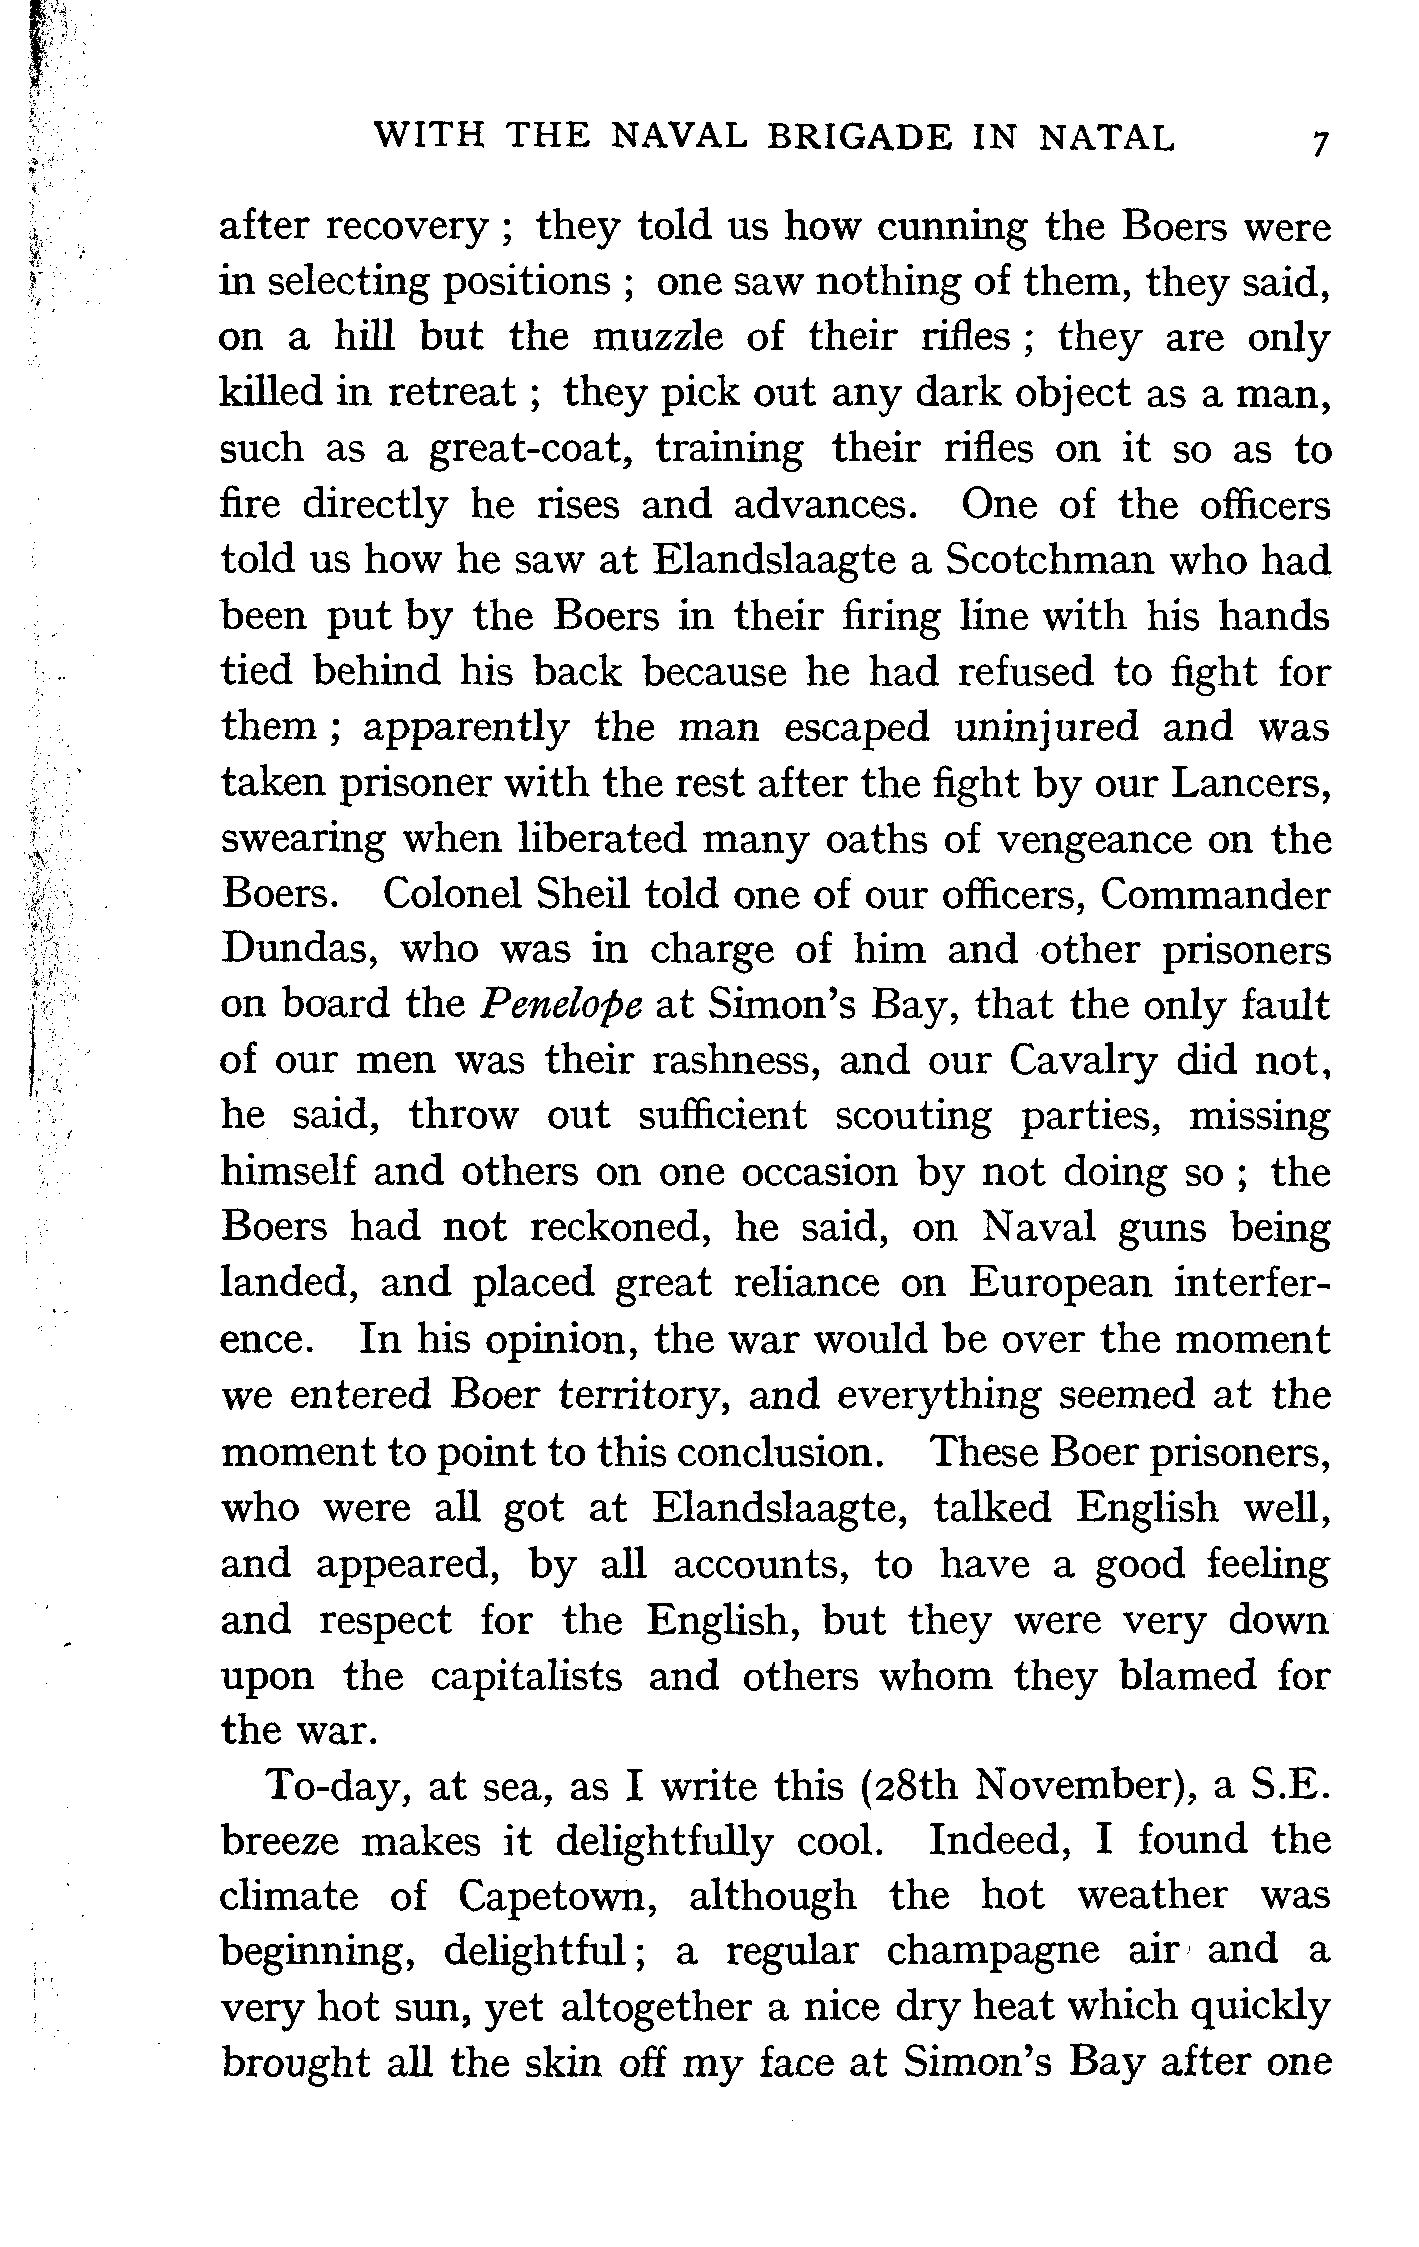 WITH THE NAVAL BRIGADE IN NATAL 7
after recovery ; they told us how cunning the Boers were
in selecting positions ; one saw nothing of them, they said,
on a hill but the muzzle of their rifles ; they are only
killed in retreat ; they pick out any dark object as a man,
such as a great-coat, training their rifles on it so as to
fire directly he rises and advances. One of the officers
told us how he saw at Elandslaagte a Scotchman who had
been put by the Boers in their firing line with his hands
tied behind his back because he had refused to fight for
them ; apparently the man escaped uninjured and was
taken prisoner with the rest after the fight by our Lancers,
swearing when liberated many oaths of vengeance on the
Boers. Colonel Sheil told one of our officers, Commander
Dundas, who was in charge of him and other prisoners
on board the Penelope at Simon's Bay, that the only fault
of our men was their rashness, and our Cavalry did not,
he said, throw out sufficient scouting parties, missing
himself and others on one occasion by not doing so ; the
Boers had not reckoned, he said, on Naval guns being
landed, and placed great reliance on European interfer-
ence. In his opinion, the war would be over the moment
we entered Boer territory, and everything seemed at the
moment to point to this conclusion. These Boer prisoners,
who were all got at Elandslaagte, talked English well,
and appeared, by all accounts, to have a good feeling
and respect for the English, but they were very down
upon the capitalists and others whom they blamed for
the war.
To-day, at sea, as I write this (28th November), a S.E.
breeze makes it delightfully cool. Indeed, I found the
climate of Capetown, although the hot weather was
beginning, delightful ; a regular champagne air and a
very hot sun, yet altogether a nice dry heat which quickly
brought all the skin off my face at Simon's Bay after one